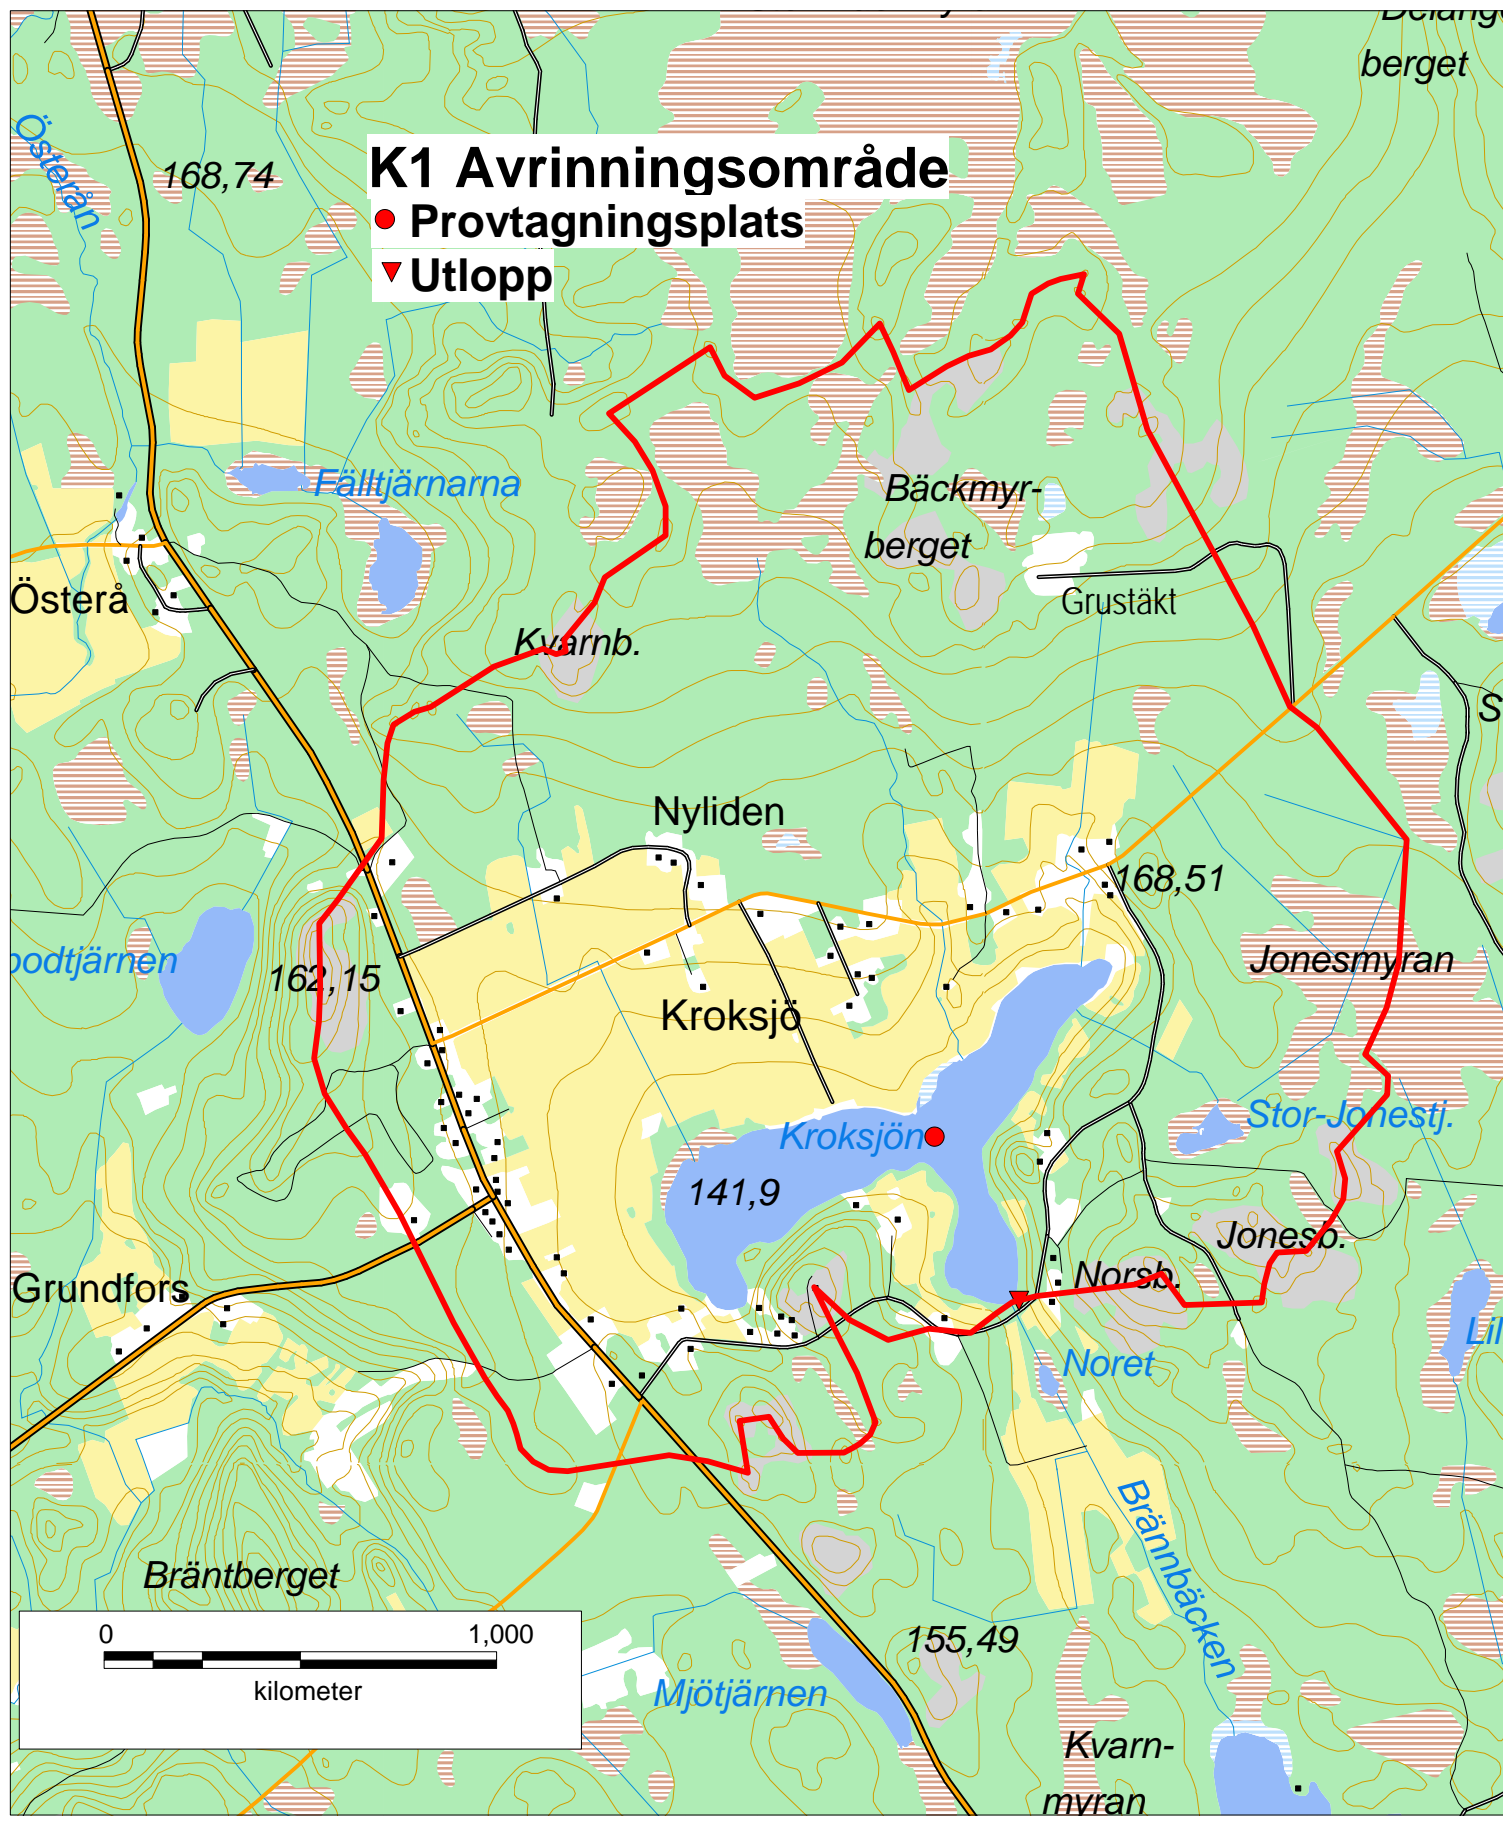 berget
Österån
168,74
K1 Avrinningsområde
Provtagningsplats
Utlopp
Fälltjärnarna
Bäckmyr-
berget
Österå
Grustäkt
Kvarnb.
S
Nyliden
168,51
Jonesmyran
odtjärnen
162,15
Kroksjö
Stor-Jonestj.
Kroksjön
141,9
Jonesb.
Norsb.
Grundfors
Lil
Noret
Brännbäcken
Bräntberget
0 1,000
kilometer
155,49
Mjötjärnen
Kvarn-
myran